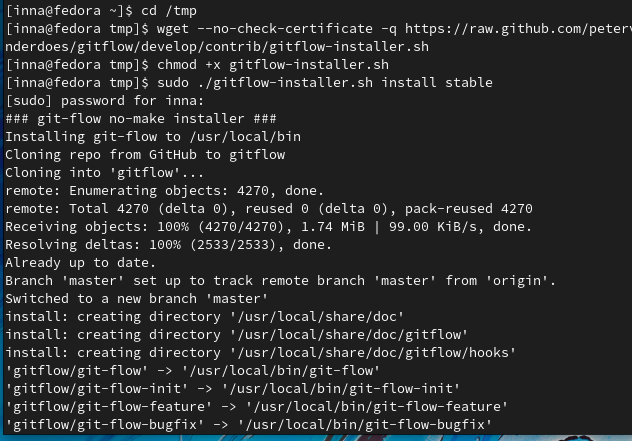 [inna@fedora ~]$ cd /tmp
[inna@fedora tmp]$ wget --no-check-certificate -q https://raw.github.com/peterv
nderdoes/gitflow/develop/contrib/gitflow-installer.sh
[inna@fedora tmp]$ chmod +x gitflow-installer.sh
[inna@fedora tmp]$ sudo ./gitflow-installer.sh install stable
[sudo] password for inna:
### git-flow no-make installer ###
Installing git-flow to /usr/local/bin
Cloning repo from GitHub to gitflow
Cloning into 'gitflow'...
remote: Enumerating objects: 4270, done.
remote: Total 4270 (delta 0), reused 0 (delta 0), pack-reused 4270
Receiving objects: 100% (4270/4270), 1.74 MiB | 99.00 KiB/s, done.
Resolving deltas: 100% (2533/2533), done.
Already up to date.
Branch 'master' set up to track remote branch 'master' from 'origin'.
Switched to a new branch 'master'
install: creating directory '/usr/local/share/doc'
install: creating directory '/usr/local/share/doc/gitflow'
install: creating directory '/usr/local/share/doc/gitflow/hooks'
'gitflow/git-flow' -> '/usr/local/bin/git-flow'
'gitflow/git-flow-init' -> '/usr/local/bin/git-flow-init'
'gitflow/git-flow-feature' -> '/usr/local/bin/git-flow-feature'
'gitflow/git-flow-bugfix' -> '/usr/local/bin/git-flow-bugfix'